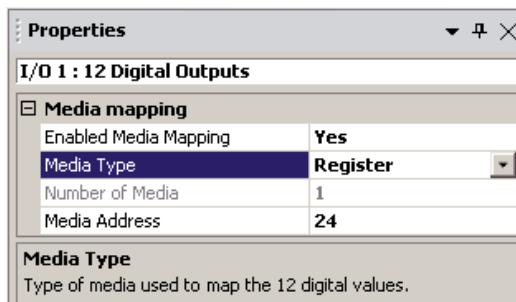 Properties
I/O 1 : 12 Digital Outputs
Media mapping
Enabled Media Mapping Yes
Media Type Register
Number of Media 1
Media Address 24
Media Type
Type of media used to map the 12 digital values.